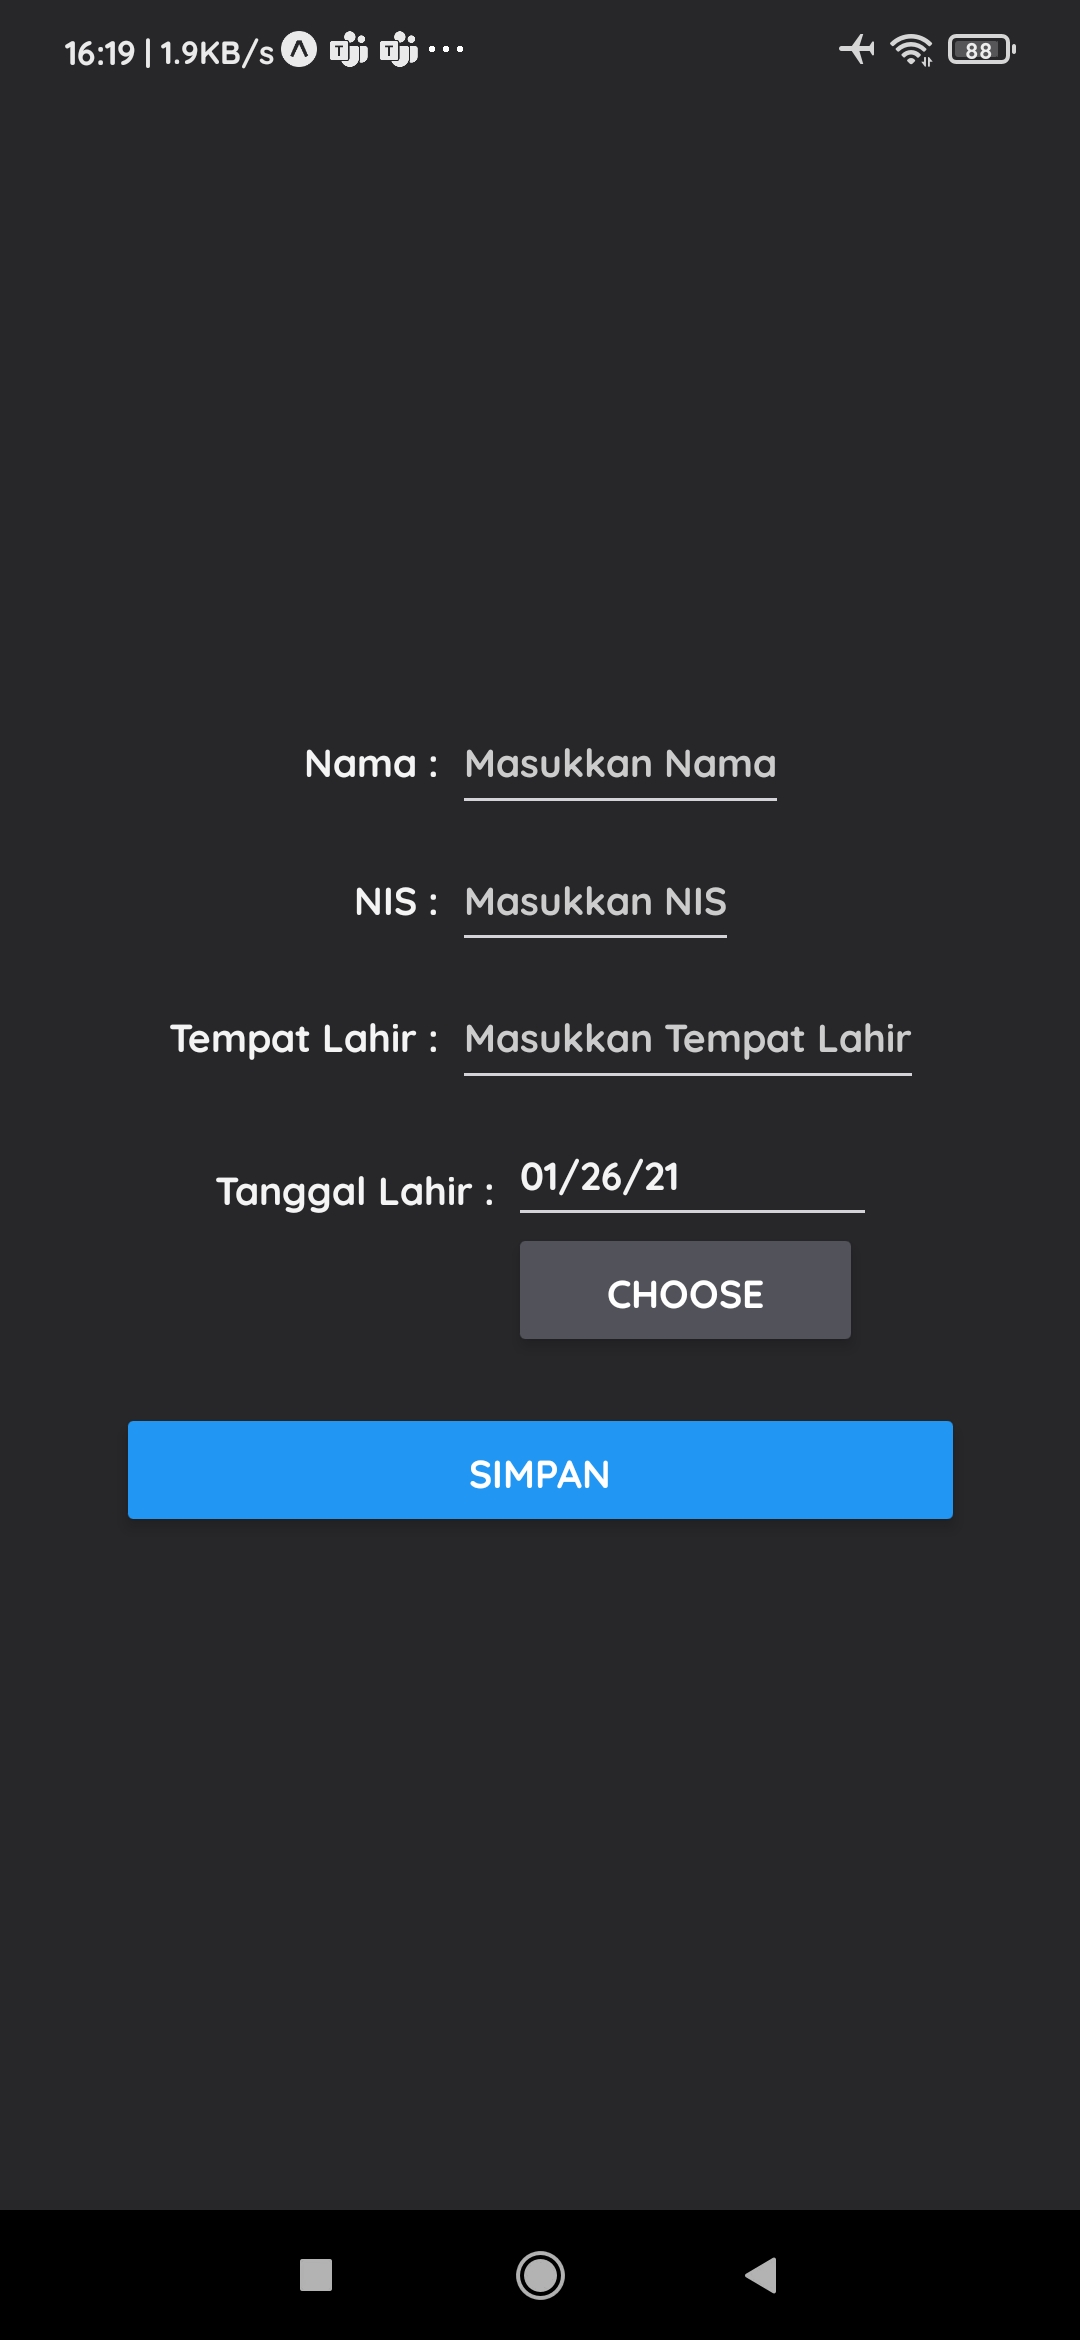 16:19 | 1.9KB/s
88
Nama : Masukkan Nama
NIS : Masukkan NIS
Tempat Lahir : Masukkan Tempat Lahir
Tanggal Lahir : 01/26/21
CHOOSE
SIMPAN